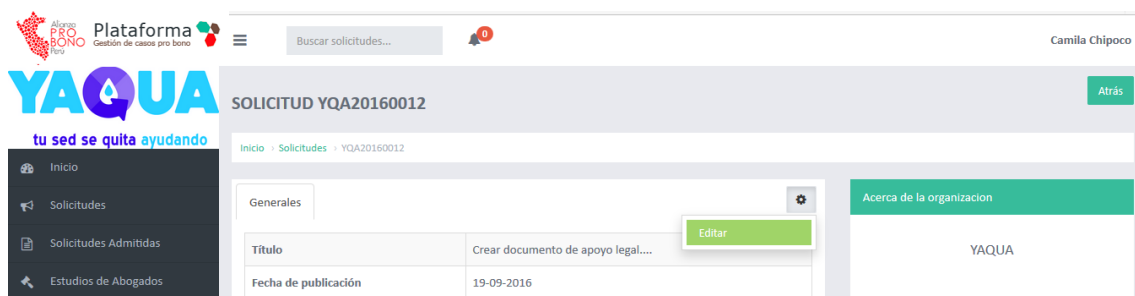 Alianza
PRO
BONO
Perú
Plataforma
Gestión de casos pro bono
Buscar solicitudes...
0
Camila Chipoco
YAQUA
tu sed se quita ayudando
SOLICITUD YQA20160012
Atrás
Inicio › Solicitudes › YQA20160012
Inicio
Solicitudes
Solicitudes Admitidas
Estudios de Abogados
Generales
Editar
Título Crear documento de apoyo legal....
Fecha de publicación 19-09-2016
Acerca de la organizacion
YAQUA